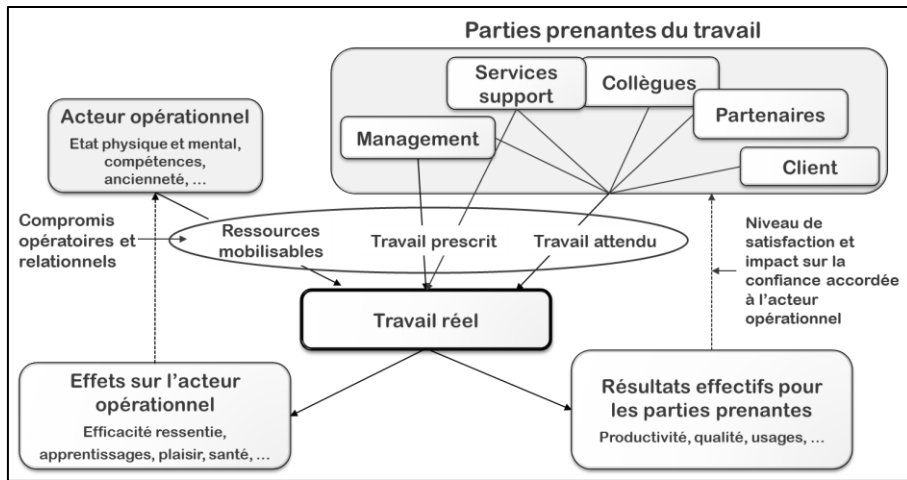 Parties prenantes du travail
Services
support
Collègues
Partenaires
Management
Client
Acteur opérationnel
Etat physique et mental,
compétences,
ancienneté, ...
Compromis
opératoires et
relationnels
Ressources
mobilisables
Travail prescrit
Travail attendu
Niveau de
satisfaction et
impact sur la
confiance accordée
à l'acteur
opérationnel
Travail réel
Effets sur l'acteur
opérationnel
Efficacité ressentie,
apprentissages, plaisir, santé, ...
Résultats effectifs pour
les parties prenantes
Productivité, qualité, usages, ...